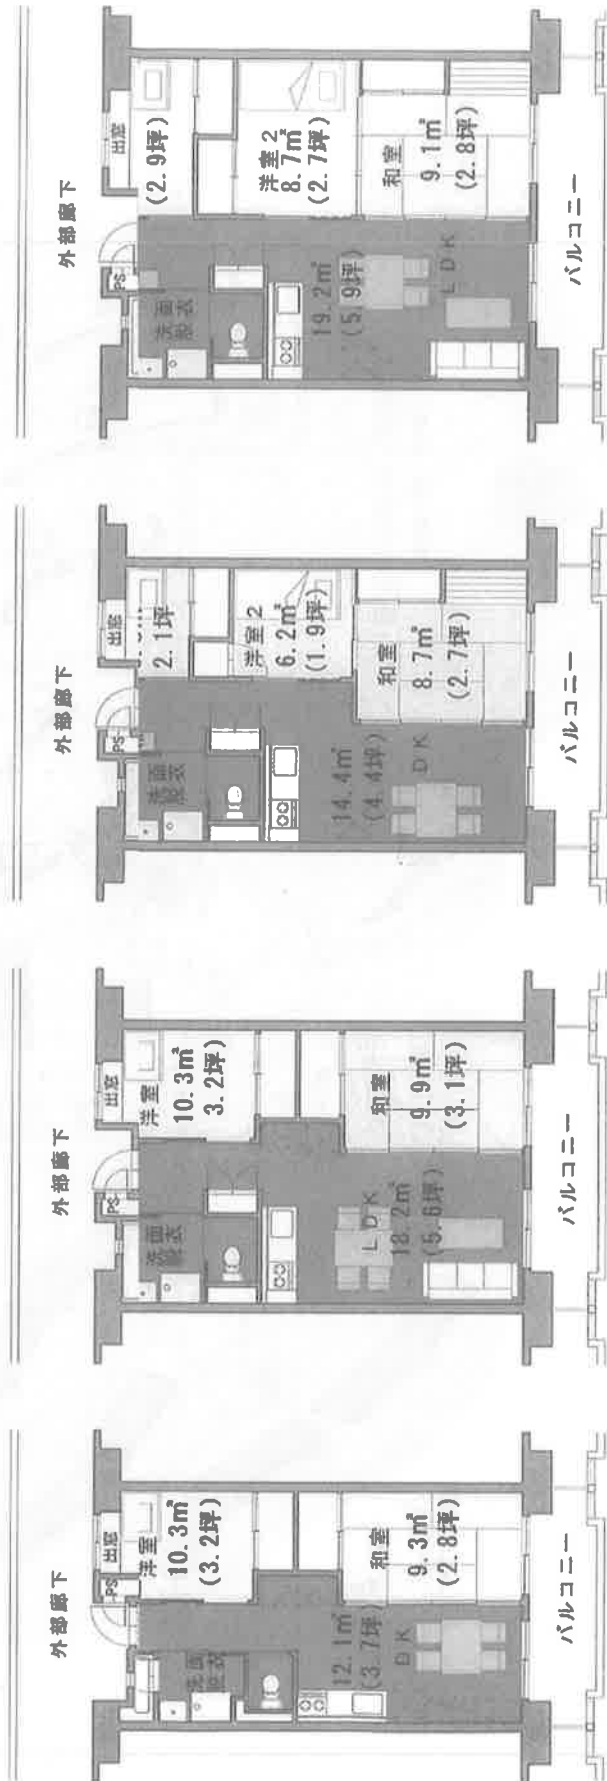 外部廊下
出窓
PS
(2.9坪)
洗面
脱衣
洋室2
8.7㎡
(2.7坪)
和室
9.1㎡
(2.8坪)
19.2㎡
(5.9坪)
LDK
バルコニー
外部廊下
出窓
PS
2.1坪
洗面
脱衣
洋室2
6.2㎡
(1.9坪)
和室
8.7㎡
(2.7坪)
14.4㎡
(4.4坪)
DK
バルコニー
外部廊下
出窓
PS
洋室
10.3㎡
3.2坪)
洗面
脱衣
和室
9.9㎡
(3.1坪)
LDK
18.2㎡
(5.6坪)
バルコニー
外部廊下
出窓
PS
洋室
10.3㎡
(3.2坪)
洗面
脱衣
和室
9.3㎡
(2.8坪)
12.1㎡
(3.7坪)
DK
バルコニー